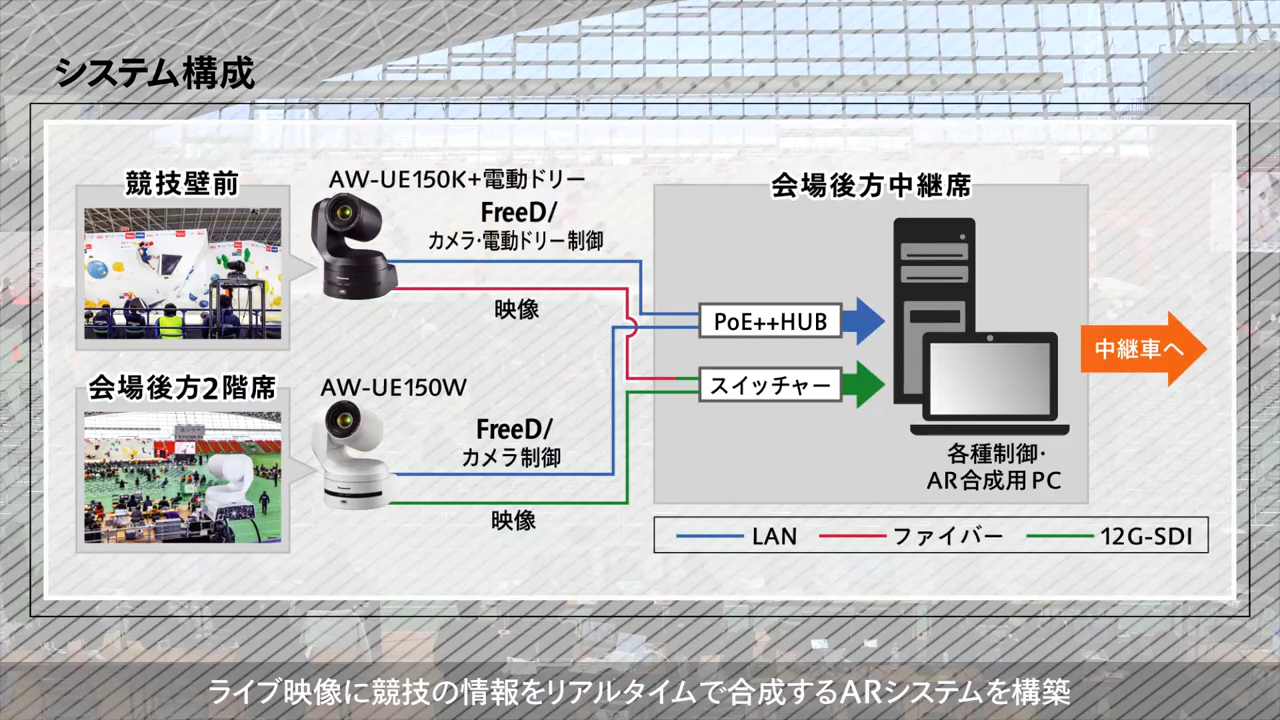 システム構成
競技壁前
AW-UE150K+電動ドリー
FreeD/
カメラ・電動ドリー制御
映像
会場後方2階席
AW-UE150W
FreeD/
カメラ制御
映像
会場後方中継席
PoE++HUB
スイッチャー
各種制御・
AR合成用PC
中継車へ
LAN
ファイバー
12G-SDI
ライブ映像に競技の情報をリアルタイムで合成するARシステムを構築